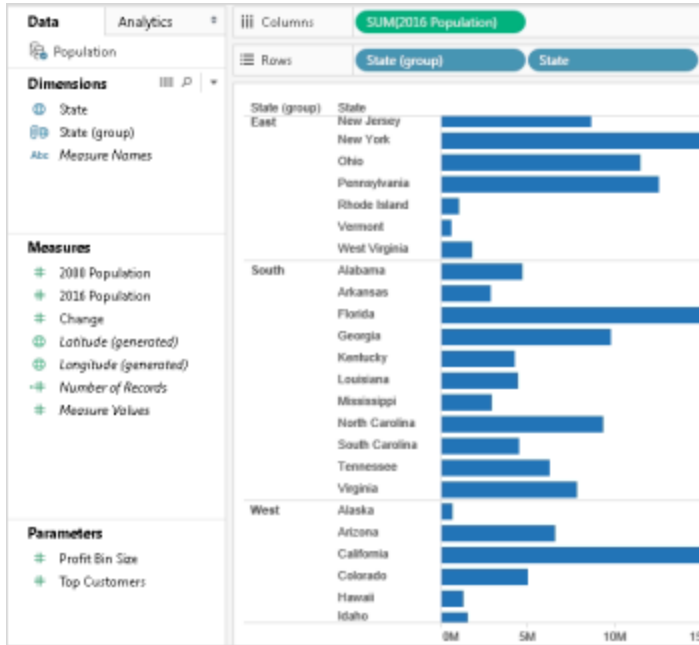 Data Analytics
Population
Dimensions
State
State (group)
Abc Measure Names
Measures
2000 Population
2016 Population
Change
Latitude (generated)
Longitude (generated)
Number of Records
Measure Values
Parameters
Profit Bin Size
Top Customers
Columns SUM(2016 Population)
Rows State (group) State
State (group) State
East New Jersey
New York
Ohio
Pennsylvania
Rhode Island
Vermont
West Virginia
South Alabama
Arkansas
Florida
Georgia
Kentucky
Louisiana
Mississippi
North Carolina
South Carolina
Tennessee
Virginia
West Alaska
Arizona
California
Colorado
Hawaii
Idaho
0M 5M 10M 15